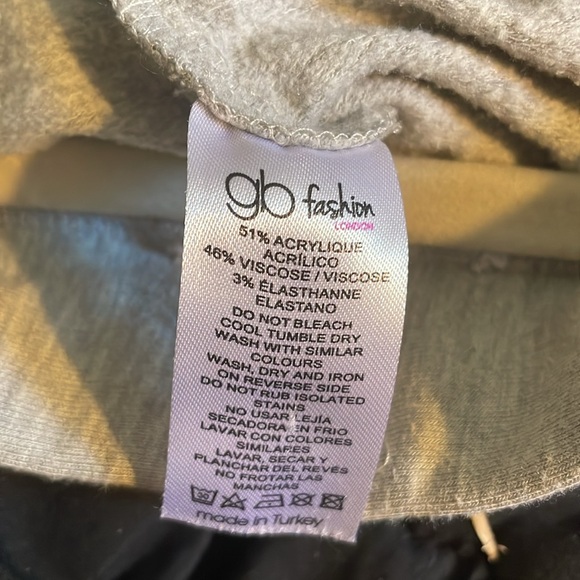 gb fashion
LONDON
51% ACRYLIQUE
ACRÍLICO
46% VISCOSE / VISCOSE
3% ÉLASTHANNE
ELASTANO
DO NOT BLEACH
COOL TUMBLE DRY
WASH WITH SIMILAR
COLOURS
WASH, DRY AND IRON
ON REVERSE SIDE
DO NOT RUB ISOLATED
STAINS
NO USAR LEJÍA
SECADORA EN FRIO
LAVAR CON COLORES
SIMILARES
LAVAR, SECAR Y
PLANCHAR DEL REVÉS
NO FROTAR LAS
MANCHAS
30
made in Turkey